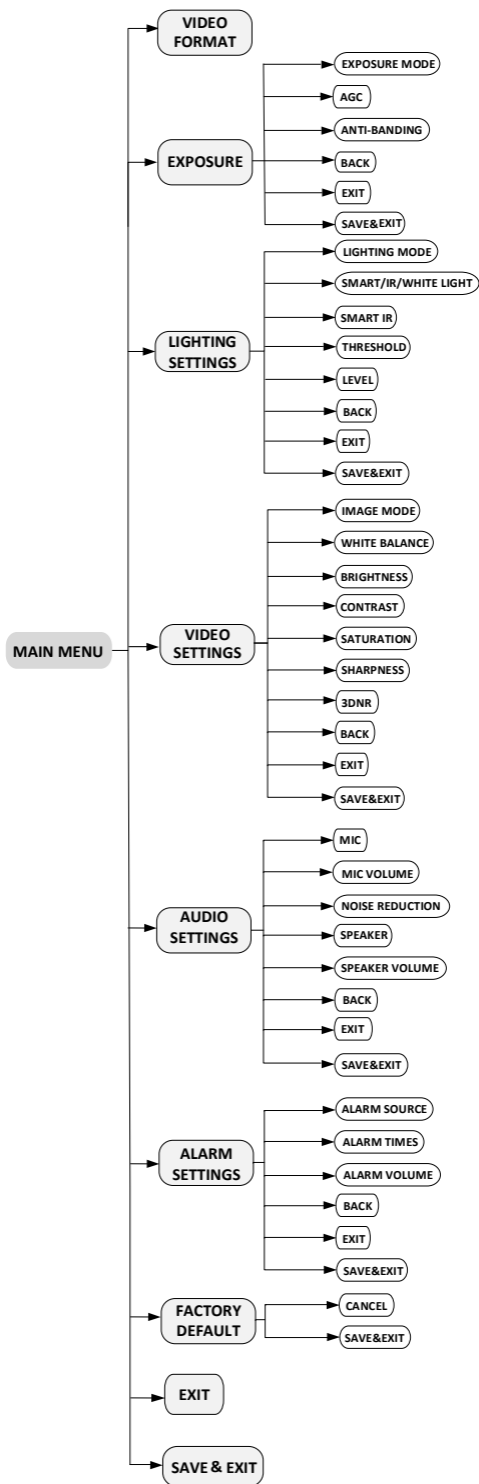 MAIN MENU
VIDEO
FORMAT
EXPOSURE
EXPOSURE MODE
AGC
ANTI-BANDING
BACK
EXIT
SAVE&EXIT
LIGHTING
SETTINGS
LIGHTING MODE
SMART/IR/WHITE LIGHT
SMART IR
THRESHOLD
LEVEL
BACK
EXIT
SAVE&EXIT
VIDEO
SETTINGS
IMAGE MODE
WHITE BALANCE
BRIGHTNESS
CONTRAST
SATURATION
SHARPNESS
3DNR
BACK
EXIT
SAVE&EXIT
AUDIO
SETTINGS
MIC
MIC VOLUME
NOISE REDUCTION
SPEAKER
SPEAKER VOLUME
BACK
EXIT
SAVE&EXIT
ALARM
SETTINGS
ALARM SOURCE
ALARM TIMES
ALARM VOLUME
BACK
EXIT
SAVE&EXIT
FACTORY
DEFAULT
CANCEL
SAVE&EXIT
EXIT
SAVE & EXIT